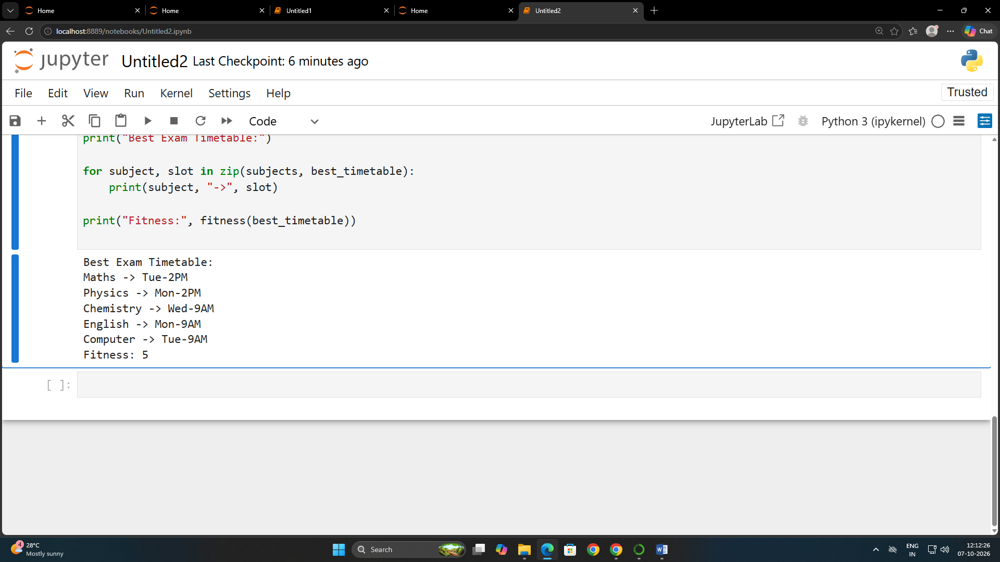 Home
Home
Untitled1
Home
Untitled2
localhost:8889/notebooks/Untitled2.ipynb
Chat
jupyter Untitled2 Last Checkpoint: 6 minutes ago
File Edit View Run Kernel Settings Help
Trusted
Code
JupyterLab
Python 3 (ipykernel)
print("Best Exam Timetable:")
for subject, slot in zip(subjects, best_timetable):
    print(subject, "->", slot)
print("Fitness:", fitness(best_timetable))
Best Exam Timetable:
Maths -> Tue-2PM
Physics -> Mon-2PM
Chemistry -> Wed-9AM
English -> Mon-9AM
Computer -> Tue-9AM
Fitness: 5
[ ]:
4
28°C
Mostly sunny
Search
W
ENG
IN
12:12:26
07-10-2026